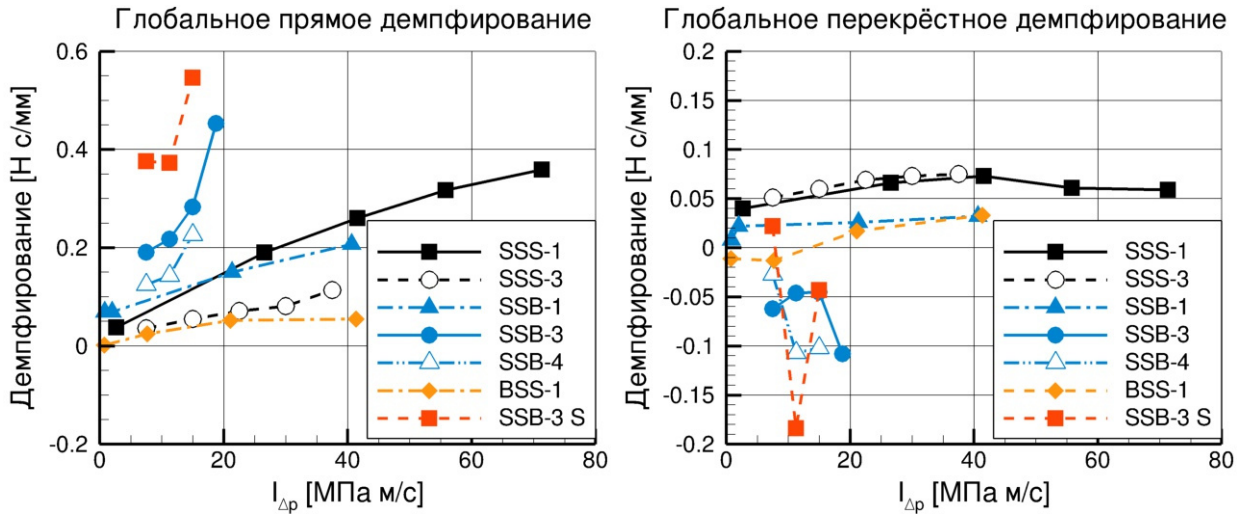 Глобальное прямое демпфирование
Демпфирование [Н с/мм]
0.6
0.4
0.2
0
-0.2
0
20
40
60
80
I∆p [МПа м/с]
SSS-1
SSS-3
SSB-1
SSB-3
SSB-4
BSS-1
SSB-3 S
Глобальное перекрёстное демпфирование
Демпфирование [Н с/мм]
0.2
0.15
0.1
0.05
0
-0.05
-0.1
-0.15
-0.2
0
20
40
60
80
I∆p [МПа м/с]
SSS-1
SSS-3
SSB-1
SSB-3
SSB-4
BSS-1
SSB-3 S